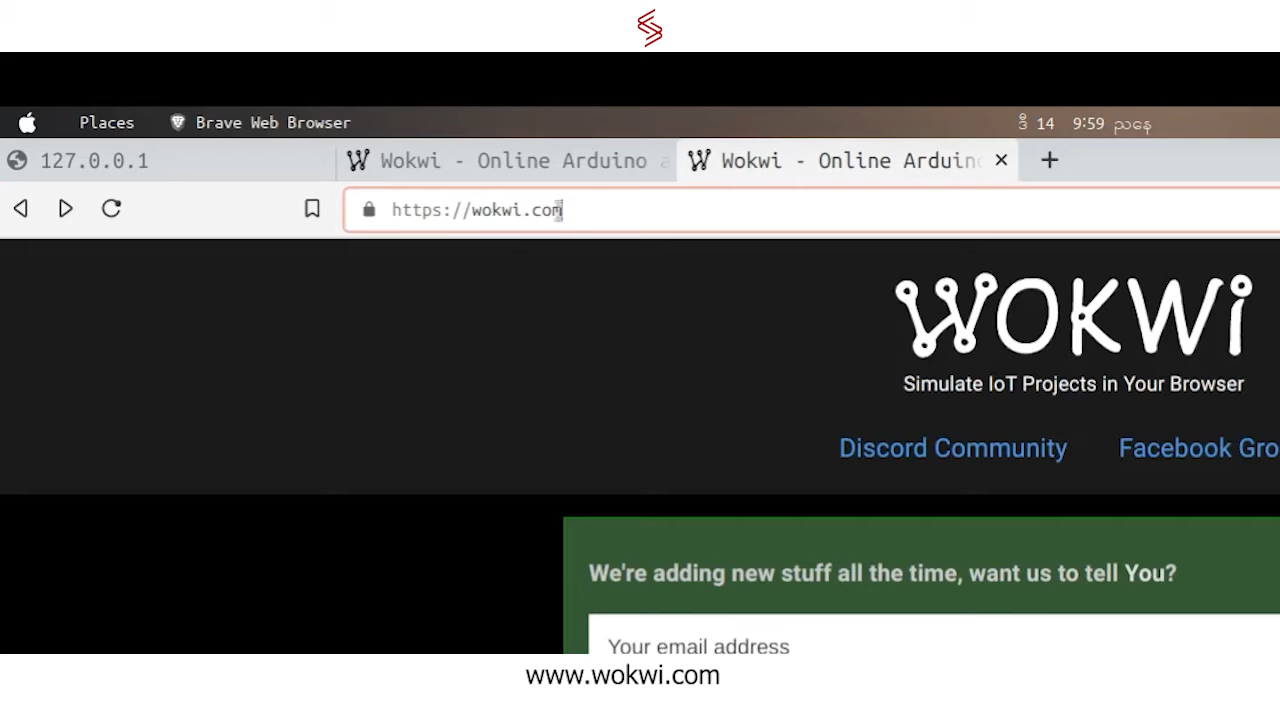 Places Brave Web Browser ဒီ 14 9:59 ညနေ
127.0.0.1 Wokwi - Online Arduino a Wokwi - Online Arduino
https://wokwi.com
WOKWi
Simulate IoT Projects in Your Browser
Discord Community Facebook Gro
We're adding new stuff all the time, want us to tell You?
Your email address
www.wokwi.com